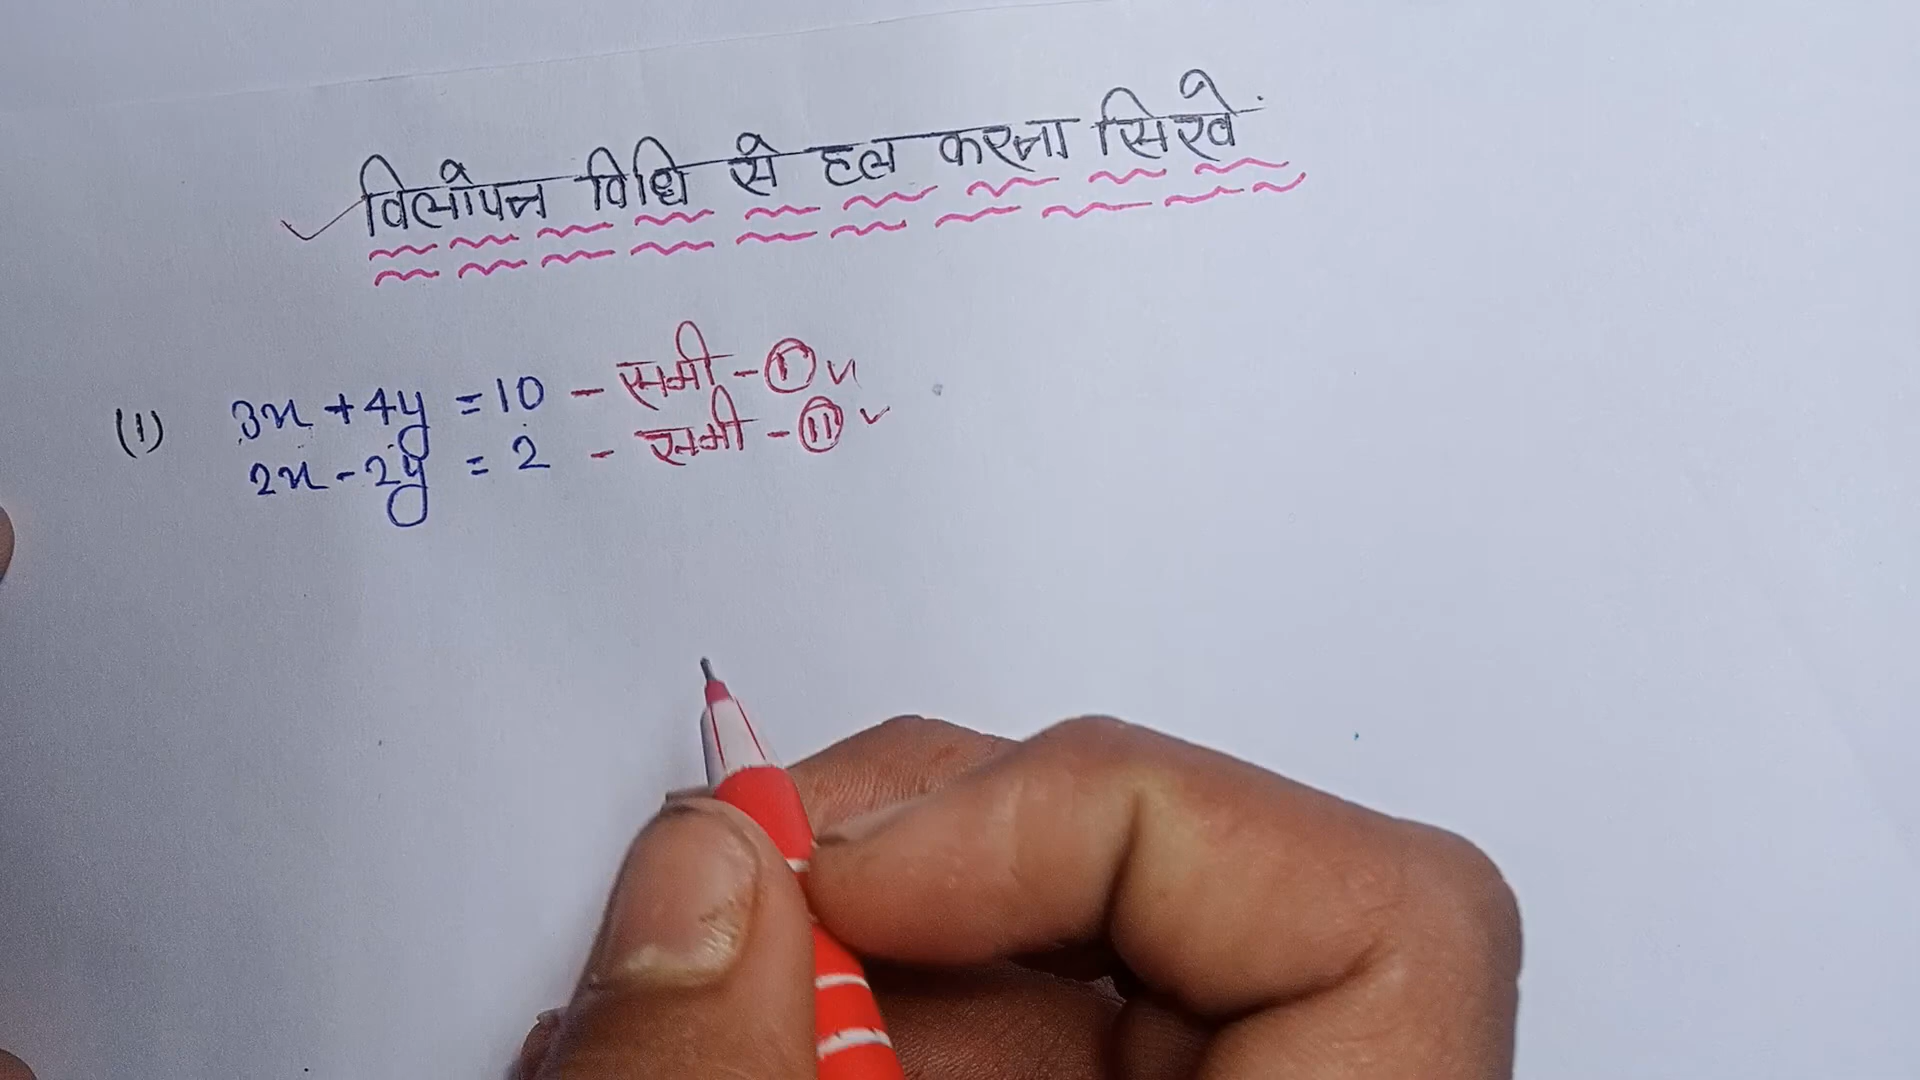 विलोपन विधि से हल करना सिखे
(1) 3x + 4y = 10 - समी - (I)
2x - 2y = 2 - समी - (II)